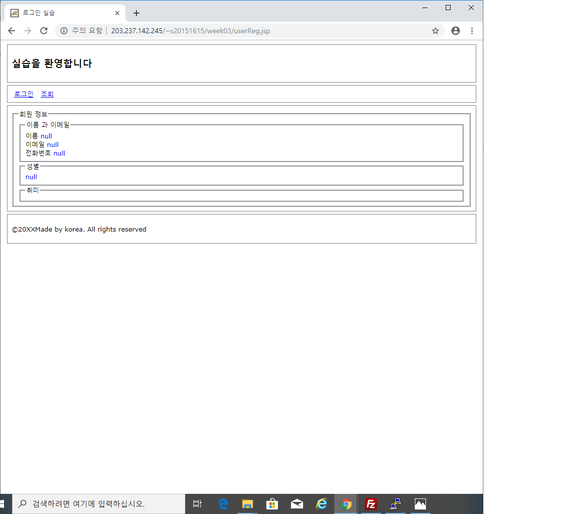 로그인 실습
주의 요함 | 203.237.142.245/~s20151615/week03/userReg.jsp
실습을 환영합니다
로그인 조회
회원 정보
이름 과 이메일
이름 null
이메일 null
전화번호 null
성별
null
취미
©20XXMade by korea. All rights reserved
검색하려면 여기에 입력하십시오.